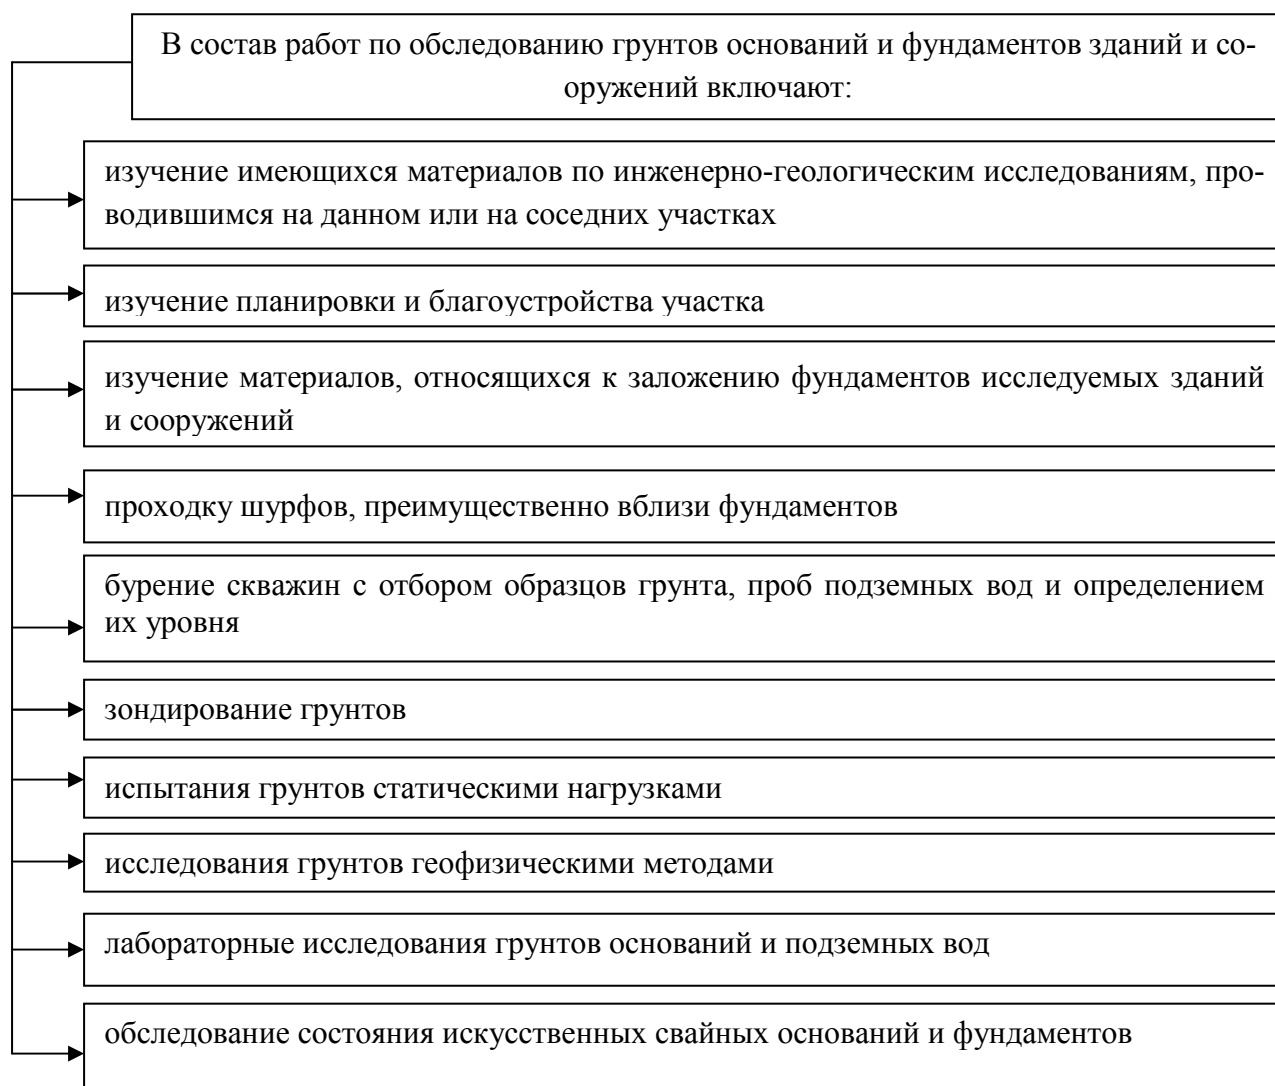 В состав работ по обследованию грунтов оснований и фундаментов зданий и со-
оружений включают:
изучение имеющихся материалов по инженерно-геологическим исследованиям, про-
водившимся на данном или на соседних участках
изучение планировки и благоустройства участка
изучение материалов, относящихся к заложению фундаментов исследуемых зданий
и сооружений
проходку шурфов, преимущественно вблизи фундаментов
бурение скважин с отбором образцов грунта, проб подземных вод и определением
их уровня
зондирование грунтов
испытания грунтов статическими нагрузками
исследования грунтов геофизическими методами
лабораторные исследования грунтов оснований и подземных вод
обследование состояния искусственных свайных оснований и фундаментов